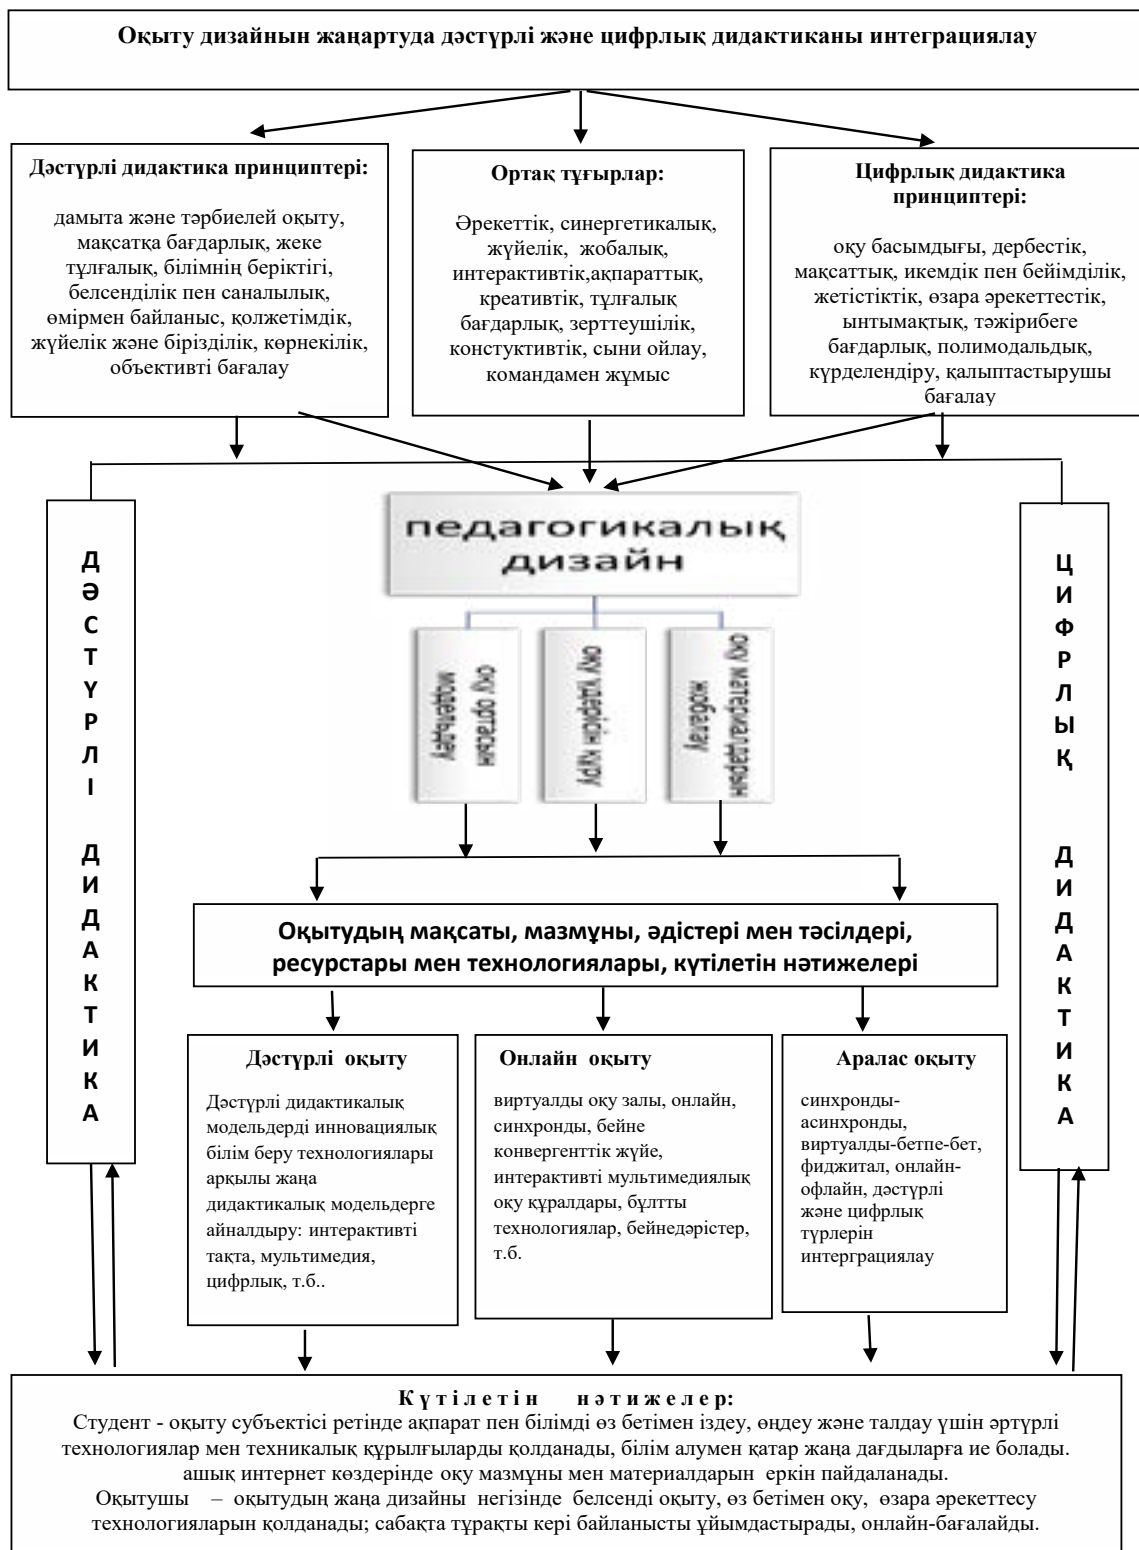 Оқыту дизайнын жаңартуда дәстүрлі және цифрлық дидактиканы интеграциялау
Дәстүрлі дидактика принциптері:
дамыта және тәрбиелей оқыту,
мақсатқа бағдарлық, жеке
тұлғалық, білімнің беріктігі,
белсенділік пен саналылық,
өмірмен байланыс, қолжетімдік,
жүйелік және бірізділік, көрнекілік,
объективті бағалау
Ортақ тұғырлар:
Әрекеттік, синергетикалық,
жүйелік, жобалық,
интерактивтік,ақпараттық,
креативтік, тұлғалық
бағдарлық, зерттеушілік,
констуктивтік, сыни ойлау,
командамен жұмыс
Цифрлық дидактика
принциптері:
оқу басымдығы, дербестік,
мақсаттық, икемдік пен бейімділік,
жетістіктік, өзара әрекеттестік,
ынтымақтық, тәжірибеге
бағдарлық, полимодальдық,
күрделендіру, қалыптастырушы
бағалау
ДӘСТҮРЛІ ДИДАКТИКА
педагогикалық
дизайн
оқу ортасын
модельдеу
оқу үдерісін құру
оқу материалдарын
жобалау
ЦИФРЛЫҚ ДИДАКТИКА
Оқытудың мақсаты, мазмұны, әдістері мен тәсілдері,
ресурстары мен технологиялары, күтілетін нәтижелері
Дәстүрлі оқыту
Дәстүрлі дидактикалық
модельдерді инновациялық
білім беру технологиялары
арқылы жаңа
дидактикалық модельдерге
айналдыру: интерактивті
тақта, мультимедия,
цифрлық, т.б..
Онлайн оқыту
виртуалды оқу залы, онлайн,
синхронды, бейне
конвергенттік жүйе,
интерактивті мультимедиялық
оқу құралдары, бұлтты
технологиялар, бейнедәрістер,
т.б.
Аралас оқыту
синхронды-
асинхронды,
виртуалды-бетпе-бет,
фиджитал, онлайн-
офлайн, дәстүрлі
және цифрлық
түрлерін
интерграциялау
К ү т і л е т і н н ә т и ж е л е р:
Студент - оқыту субъектісі ретінде ақпарат пен білімді өз бетімен іздеу, өңдеу және талдау үшін әртүрлі
технологиялар мен техникалық құрылғыларды қолданады, білім алумен қатар жаңа дағдыларға ие болады.
ашық интернет көздерінде оқу мазмұны мен материалдарын еркін пайдаланады.
Оқытушы – оқытудың жаңа дизайны негізінде белсенді оқыту, өз бетімен оқу, өзара әрекеттесу
технологияларын қолданады; сабақта тұрақты кері байланысты ұйымдастырады, онлайн-бағалайды.